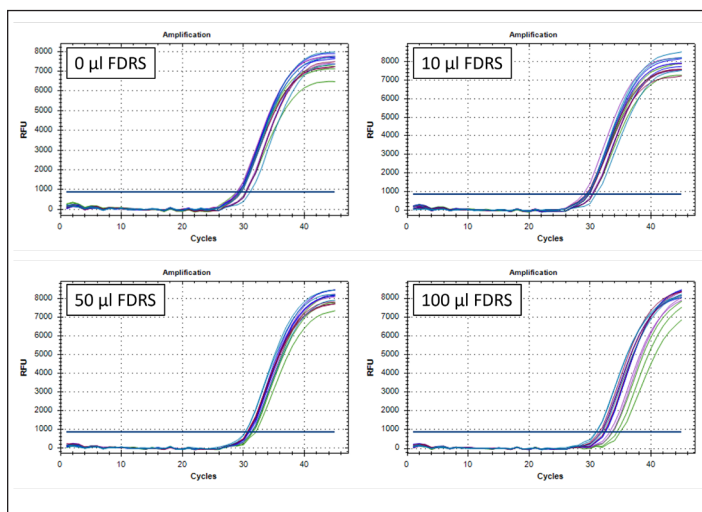 Amplification
0 µl FDRS
8000
7000
6000
5000
4000
3000
2000
1000
0
RFU
0 10 20 30 40
Cycles
Amplification
10 µl FDRS
8000
7000
6000
5000
4000
3000
2000
1000
0
RFU
0 10 20 30 40
Cycles
Amplification
50 µl FDRS
8000
7000
6000
5000
4000
3000
2000
1000
0
RFU
0 10 20 30 40
Cycles
Amplification
100 µl FDRS
8000
7000
6000
5000
4000
3000
2000
1000
0
RFU
0 10 20 30 40
Cycles